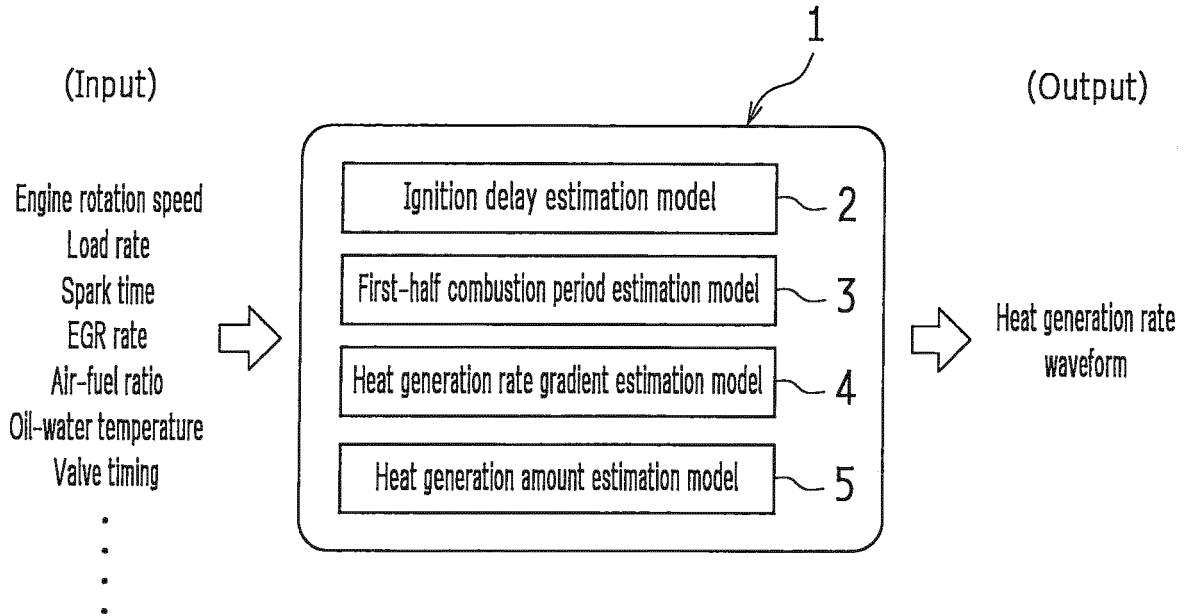 1
(Input)
(Output)
Engine rotation speed
Load rate
Spark time
EGR rate
Air-fuel ratio
Oil-water temperature
Valve timing
Ignition delay estimation model
2
First-half combustion period estimation model
3
Heat generation rate gradient estimation model
4
Heat generation amount estimation model
5
Heat generation rate
waveform